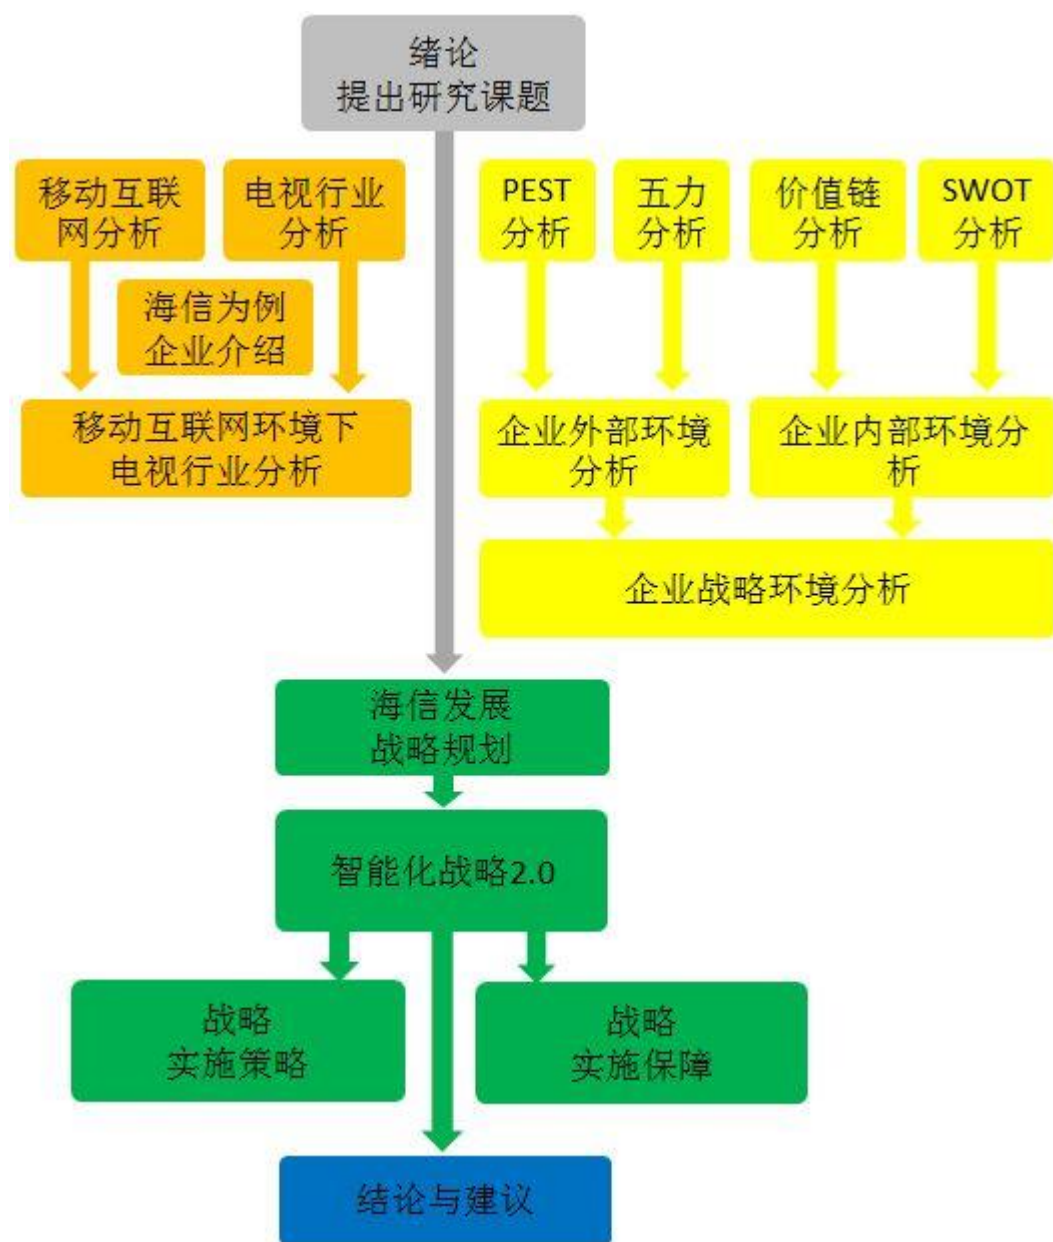 绪论
提出研究课题
移动互联
网分析
电视行业
分析
海信为例
企业介绍
移动互联网环境下
电视行业分析
PEST
分析
五力
分析
价值链
分析
SWOT
分析
企业外部环境
分析
企业内部环境分
析
企业战略环境分析
海信发展
战略规划
智能化战略2.0
战略
实施策略
战略
实施保障
结论与建议